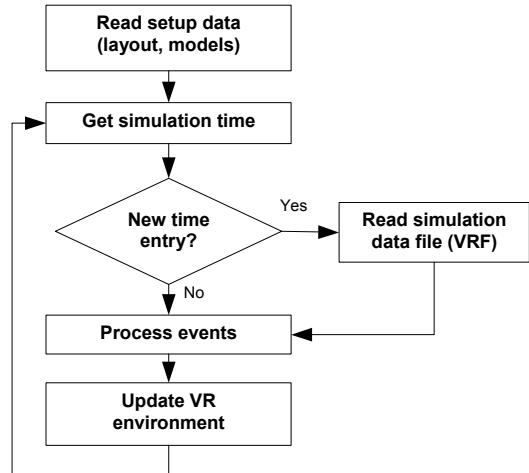 Read setup data
(layout, models)
Get simulation time
New time
entry?
Yes
Read simulation
data file (VRF)
No
Process events
Update VR
environment